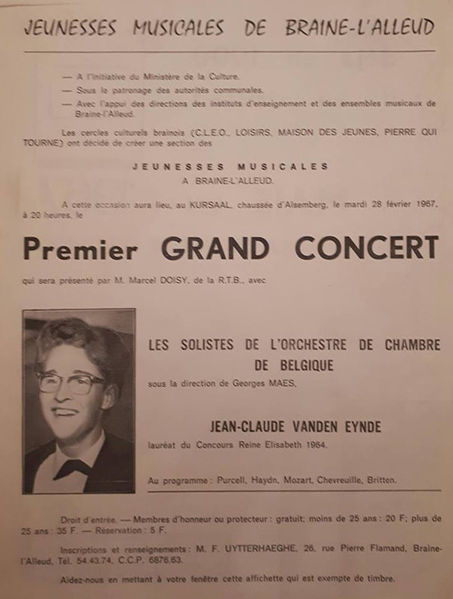 JEUNESSES MUSICALES DE BRAINE-L'ALLEUD
— A l'initiative du Ministère de la Culture.
— Sous le patronage des autorités communales.
— Avec l'appui des directions des instituts d'enseignement et des ensembles musicaux de
Braine-l'Alleud.
Les cercles culturels brainois (C.L.E.O., LOISIRS, MAISON DES JEUNES, PIERRE QUI
TOURNE) ont décidé de créer une section des
JEUNESSES MUSICALES
A BRAINE-L'ALLEUD.
A cette occasion aura lieu, au KURSAAL, chaussée d'Alsemberg, le mardi 28 février 1967,
à 20 heures, le
Premier GRAND CONCERT
qui sera présenté par M. Marcel DOISY, de la R.T.B., avec
LES SOLISTES DE L'ORCHESTRE DE CHAMBRE
DE BELGIQUE
sous la direction de Georges MAES,
JEAN-CLAUDE VANDEN EYNDE
lauréat du Concours Reine Elisabeth 1964.
Au programme : Purcell, Haydn, Mozart, Chevreuille, Britten.
Droit d'entrée. — Membres d'honneur ou protecteur : gratuit; moins de 25 ans : 20 F; plus de
25 ans : 35 F. — Réservation : 5 F.
Inscriptions et renseignements : M. F. UYTTERHAEGHE, 26, rue Pierre Flamand, Braine-
l'Alleud, Tél. 54.43.74, C.C.P. 6876.63.
Aidez-nous en mettant à votre fenêtre cette affichette qui est exempte de timbre.